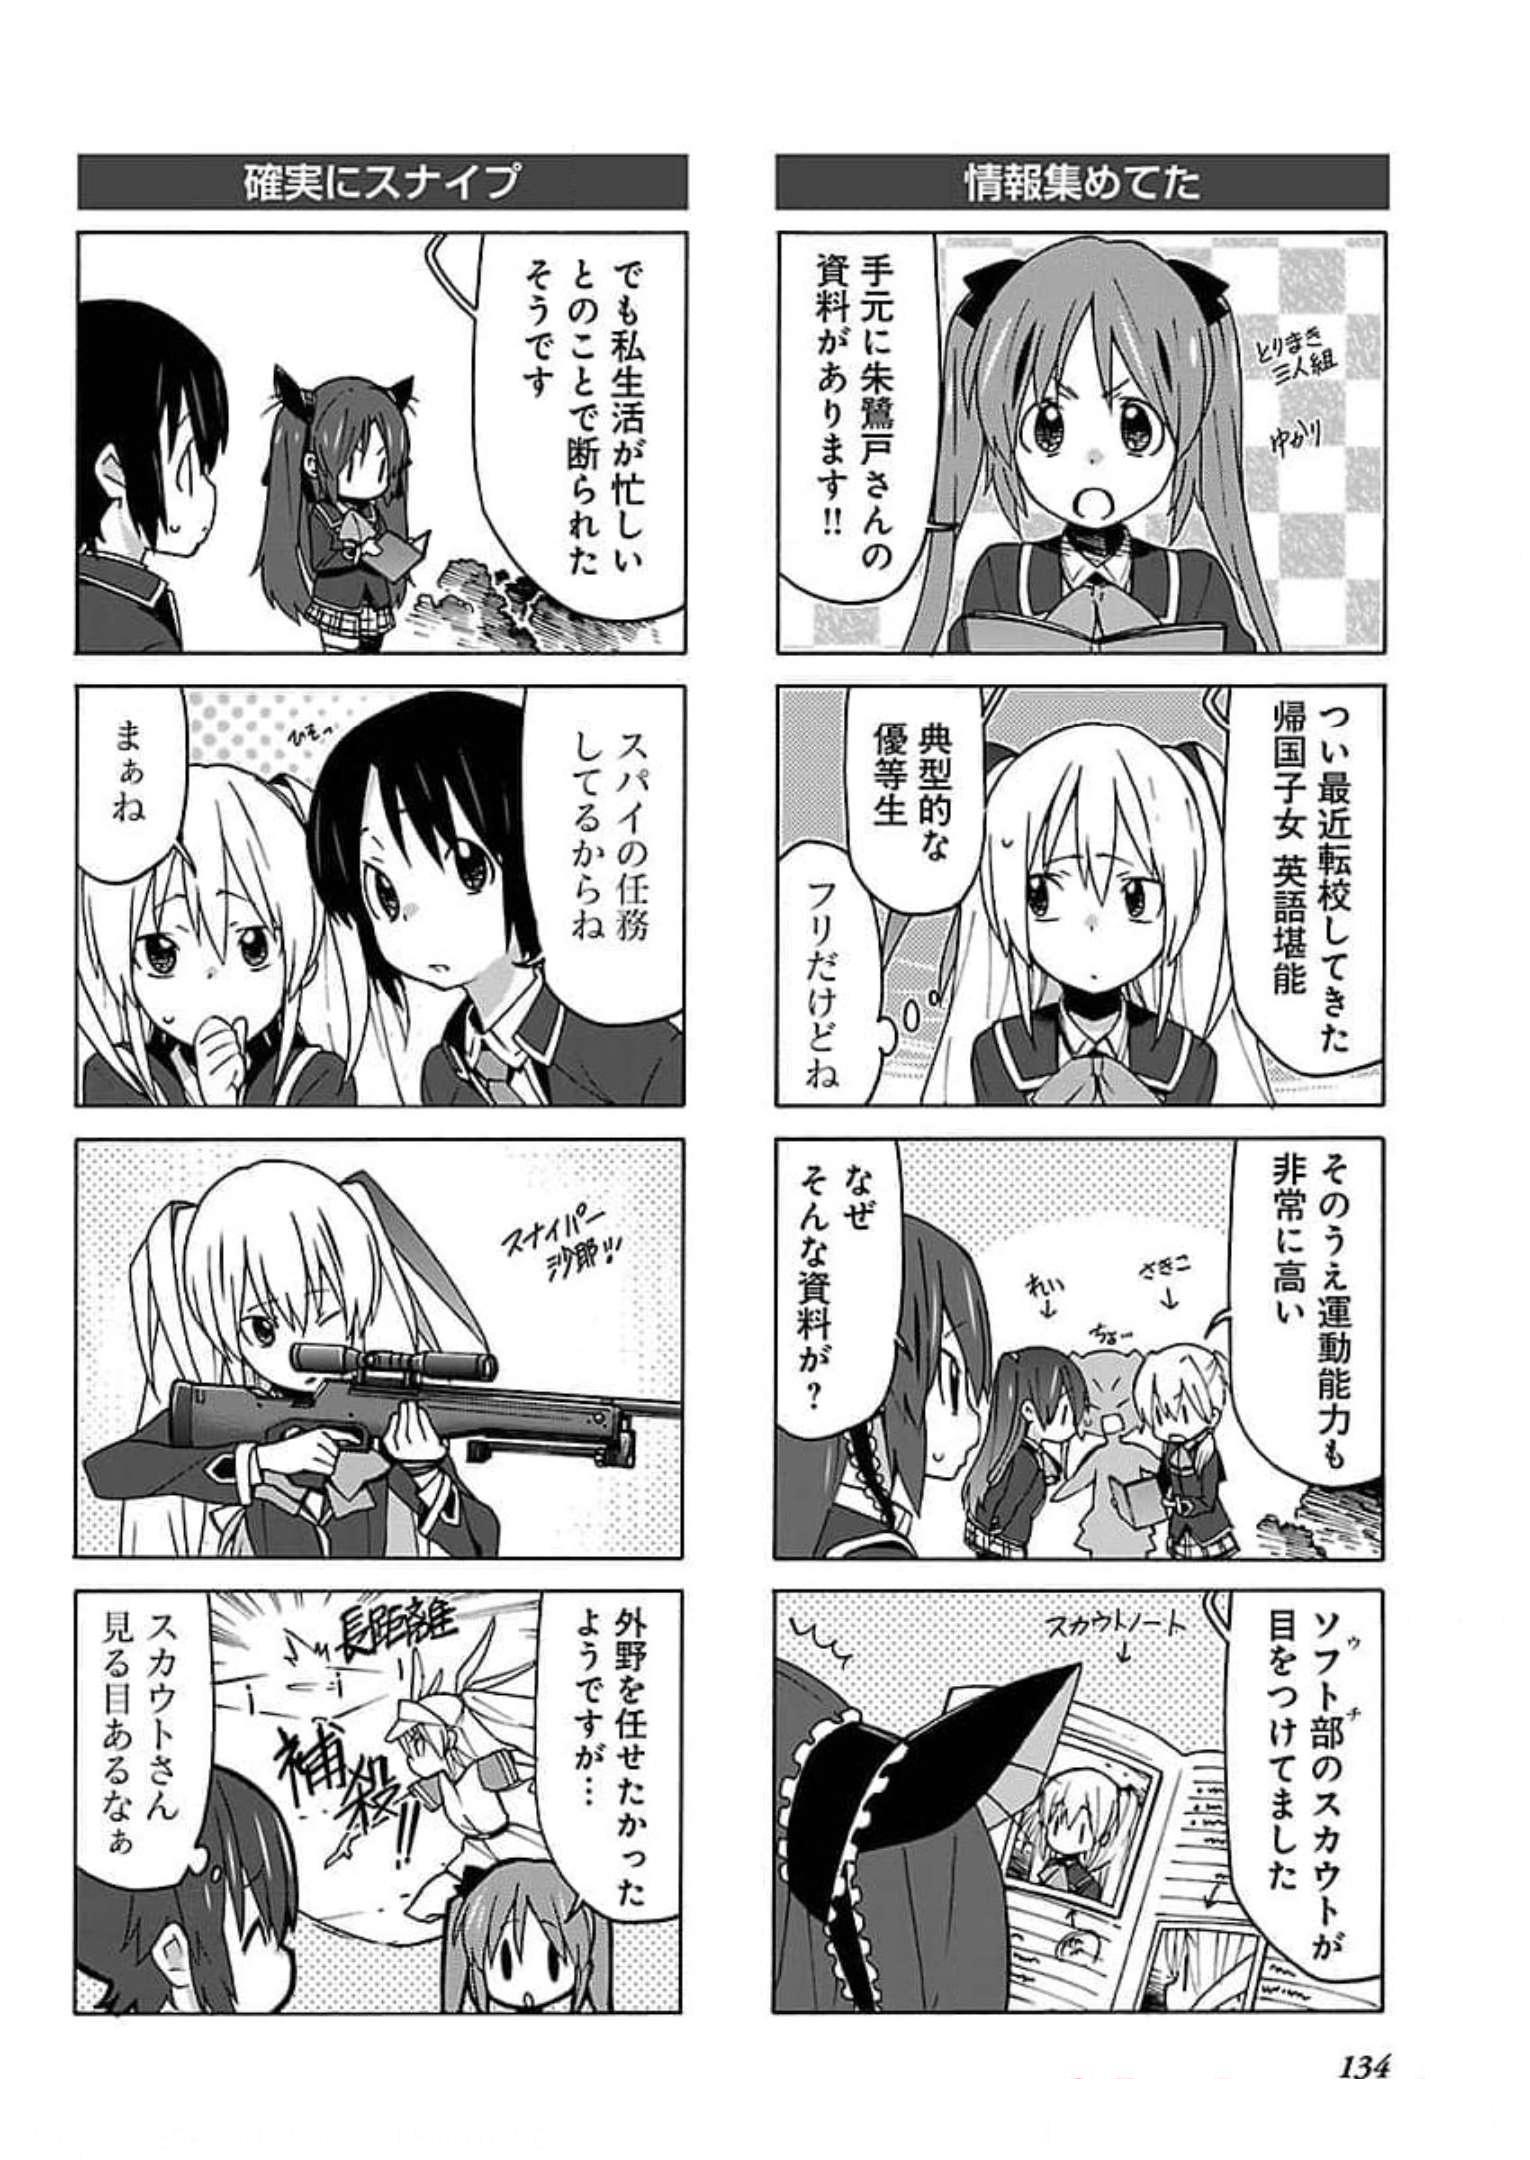 情報集めてた
手元に朱鷺戸さんの
資料があります!!
とりまき
三人組
ゆかり
つい最近転校してきた
帰国子女 英語堪能
典型的な
優等生
フリだけどね
そのうえ運動能力も
非常に高い
さきこ
れい
ちょー
なぜ
そんな資料が?
ソフト部のスカウトが
ウチ
目をつけてました
スカウトノート
確実にスナイプ
でも私生活が忙しい
とのことで断られた
そうです
スパイの任務
してるからね
ひそっ
まぁね
スナイパー
沙耶!!
外野を任せたかった
ようですが…
長距離
補殺!!
スカウトさん
見る目あるなぁ
134